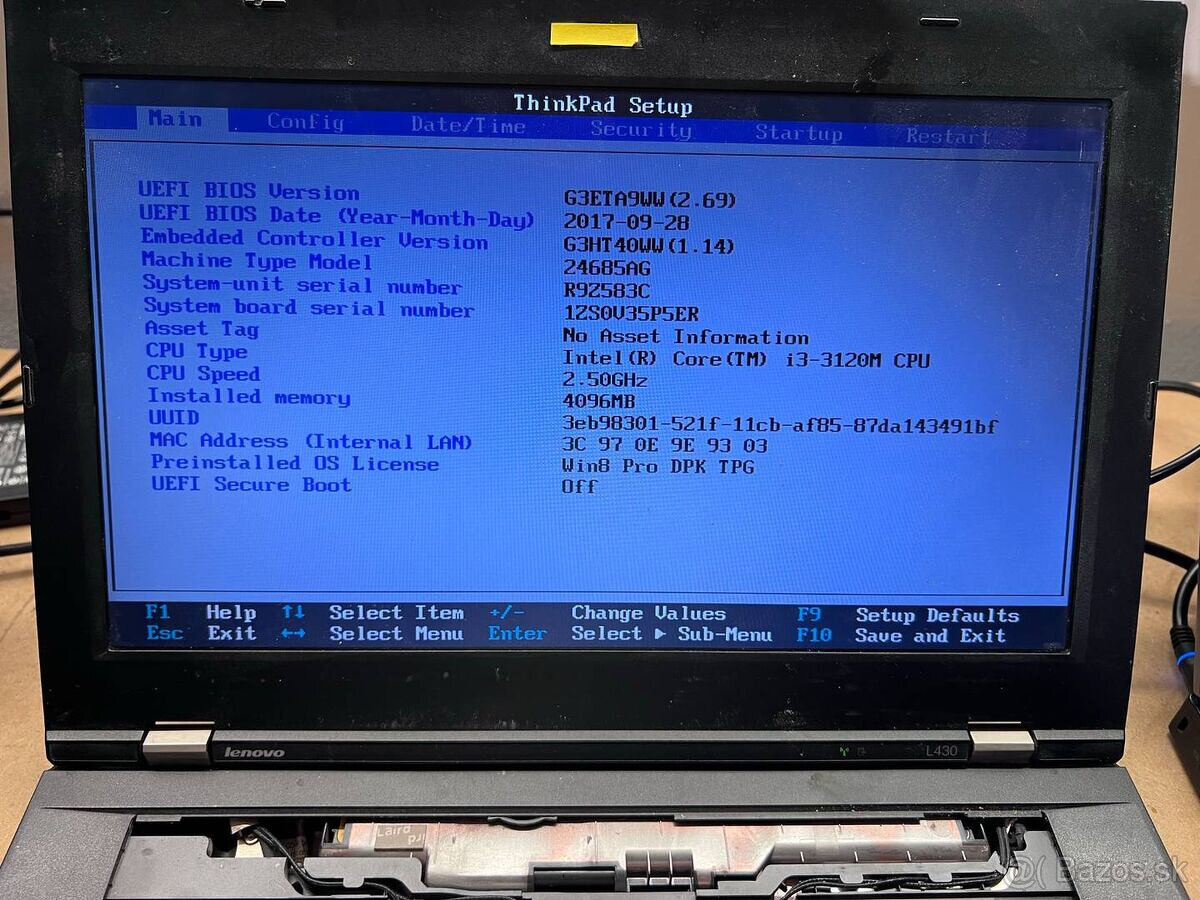 ThinkPad Setup
Main Config Date/Time Security Startup Restart
UEFI BIOS Version G3ETA9WW(2.69)
UEFI BIOS Date (Year-Month-Day) 2017-09-28
Embedded Controller Version G3HT40WW(1.14)
Machine Type Model 24685AG
System-unit serial number R9Z583C
System board serial number 1ZS0V35P5ER
Asset Tag No Asset Information
CPU Type Intel(R) Core(TM) i3-3120M CPU
CPU Speed 2.50GHz
Installed memory 4096MB
UUID 3eb98301-521f-11cb-af85-87da143491bf
MAC Address (Internal LAN) 3C 97 0E 9E 93 03
Preinstalled OS License Win8 Pro DPK TPG
UEFI Secure Boot Off
F1 Help ↑↓ Select Item +/- Change Values F9 Setup Defaults
Esc Exit ←→ Select Menu Enter Select ▶ Sub-Menu F10 Save and Exit
lenovo L430
Laird
Bazos.sk